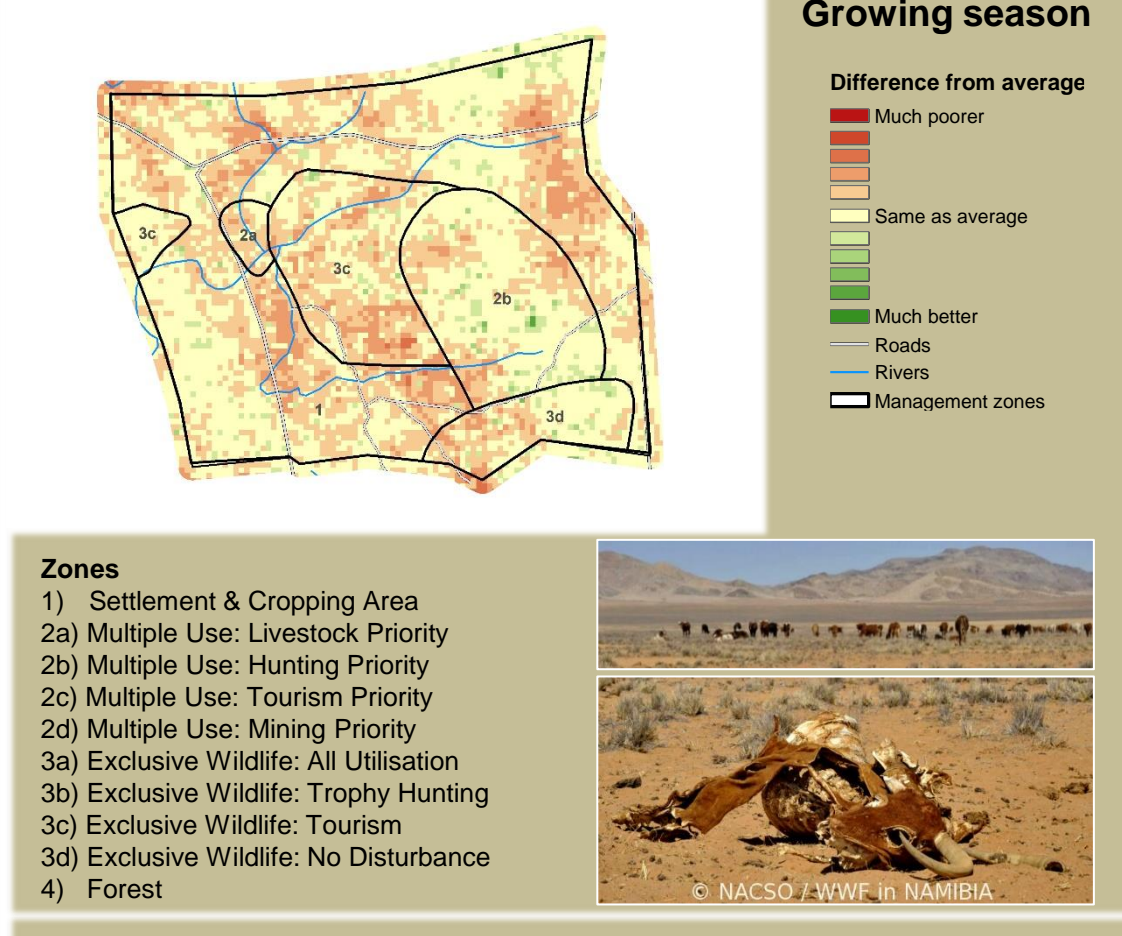 Growing season
Difference from average
Much poorer
Same as average
Much better
Roads
Rivers
Management zones
3c
2a
3c
2b
1
3d
Zones
1) Settlement & Cropping Area
2a) Multiple Use: Livestock Priority
2b) Multiple Use: Hunting Priority
2c) Multiple Use: Tourism Priority
2d) Multiple Use: Mining Priority
3a) Exclusive Wildlife: All Utilisation
3b) Exclusive Wildlife: Trophy Hunting
3c) Exclusive Wildlife: Tourism
3d) Exclusive Wildlife: No Disturbance
4) Forest
© NACSO / WWF in NAMIBIA